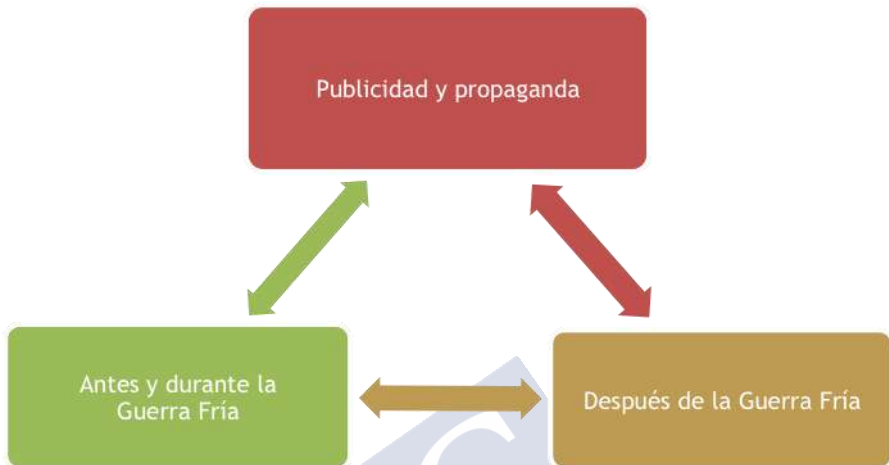 Publicidad y propaganda
Antes y durante la
Guerra Fría
Después de la Guerra Fría